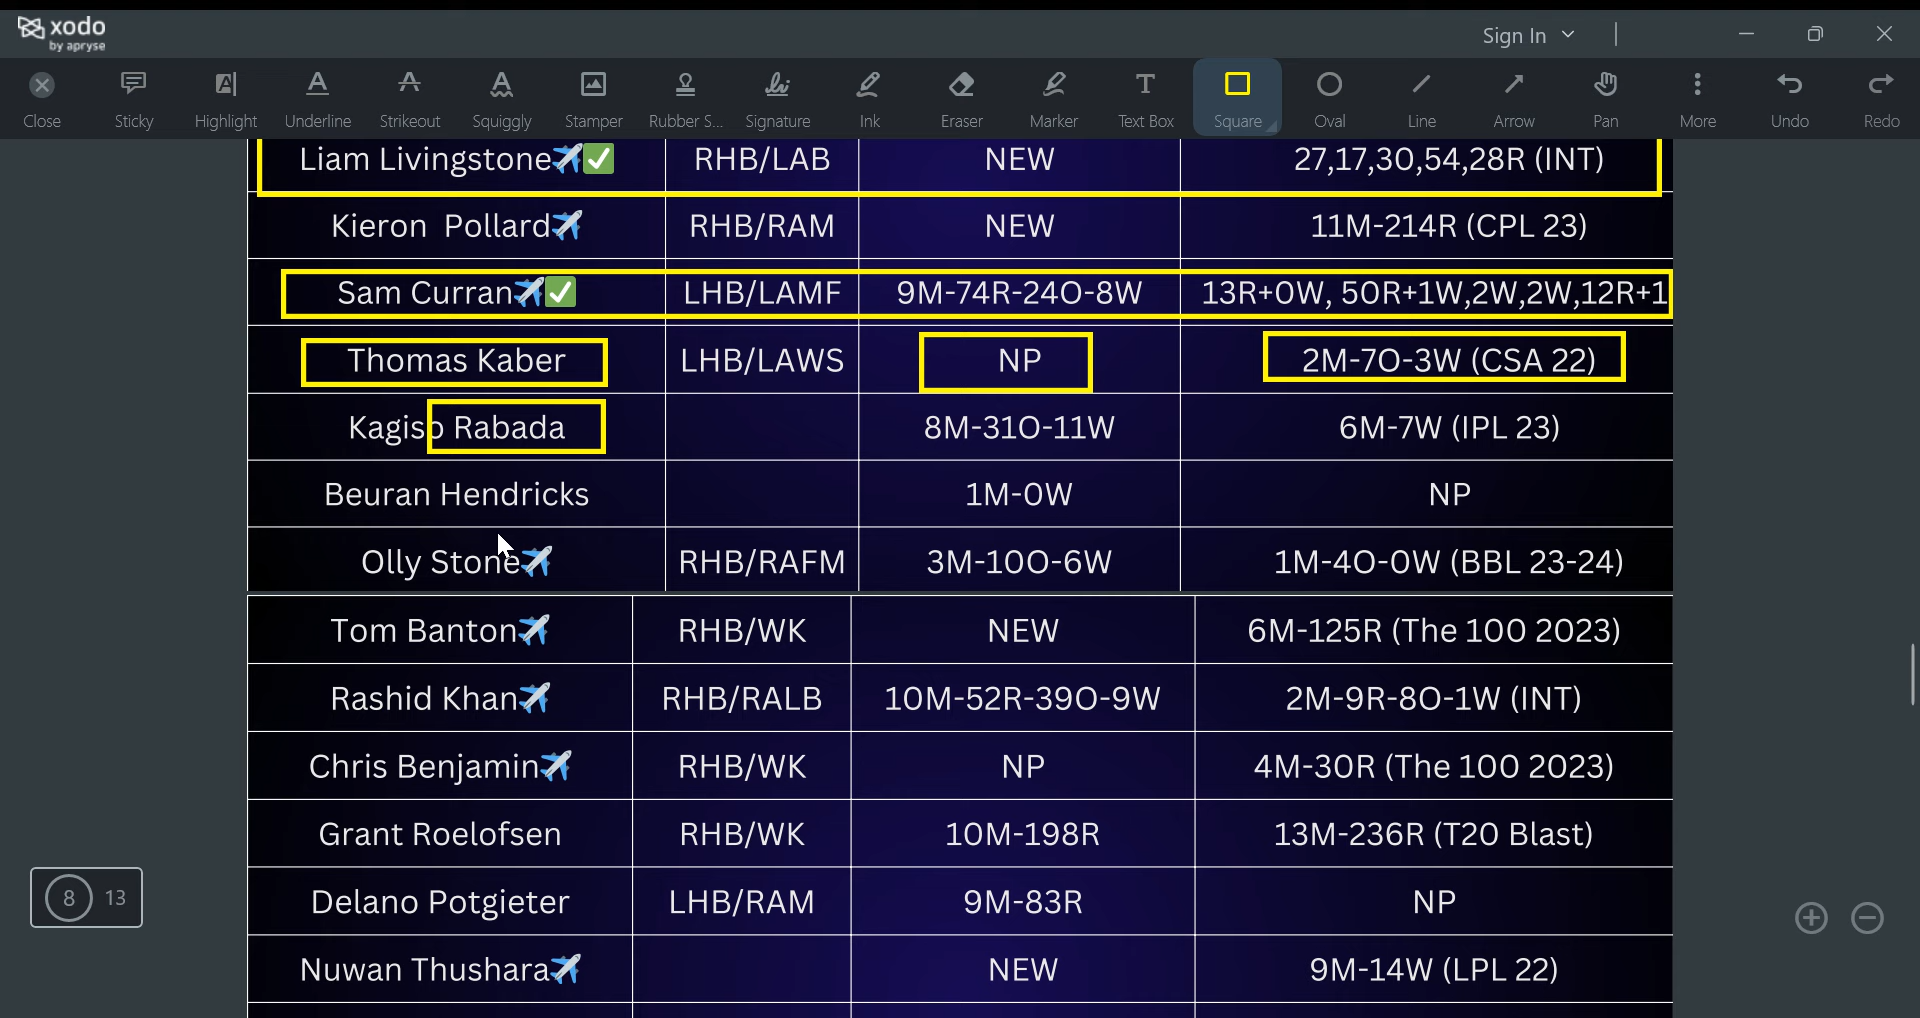 xodo
by apryse
Sign In
Close Sticky Highlight Underline Strikeout Squiggly Stamper Rubber S... Signature Ink Eraser Marker Text Box Square Oval Line Arrow Pan More Undo Redo
Liam Livingstone✈️✅ RHB/LAB NEW 27,17,30,54,28R (INT)
Kieron Pollard✈️ RHB/RAM NEW 11M-214R (CPL 23)
Sam Curran✈️✅ LHB/LAMF 9M-74R-24O-8W 13R+0W, 50R+1W,2W,2W,12R+1
Thomas Kaber LHB/LAWS NP 2M-7O-3W (CSA 22)
Kagiso Rabada 8M-31O-11W 6M-7W (IPL 23)
Beuran Hendricks 1M-0W NP
Olly Stone✈️ RHB/RAFM 3M-10O-6W 1M-4O-0W (BBL 23-24)
Tom Banton✈️ RHB/WK NEW 6M-125R (The 100 2023)
Rashid Khan✈️ RHB/RALB 10M-52R-39O-9W 2M-9R-8O-1W (INT)
Chris Benjamin✈️ RHB/WK NP 4M-30R (The 100 2023)
Grant Roelofsen RHB/WK 10M-198R 13M-236R (T20 Blast)
Delano Potgieter LHB/RAM 9M-83R NP
Nuwan Thushara✈️ NEW 9M-14W (LPL 22)
8 13